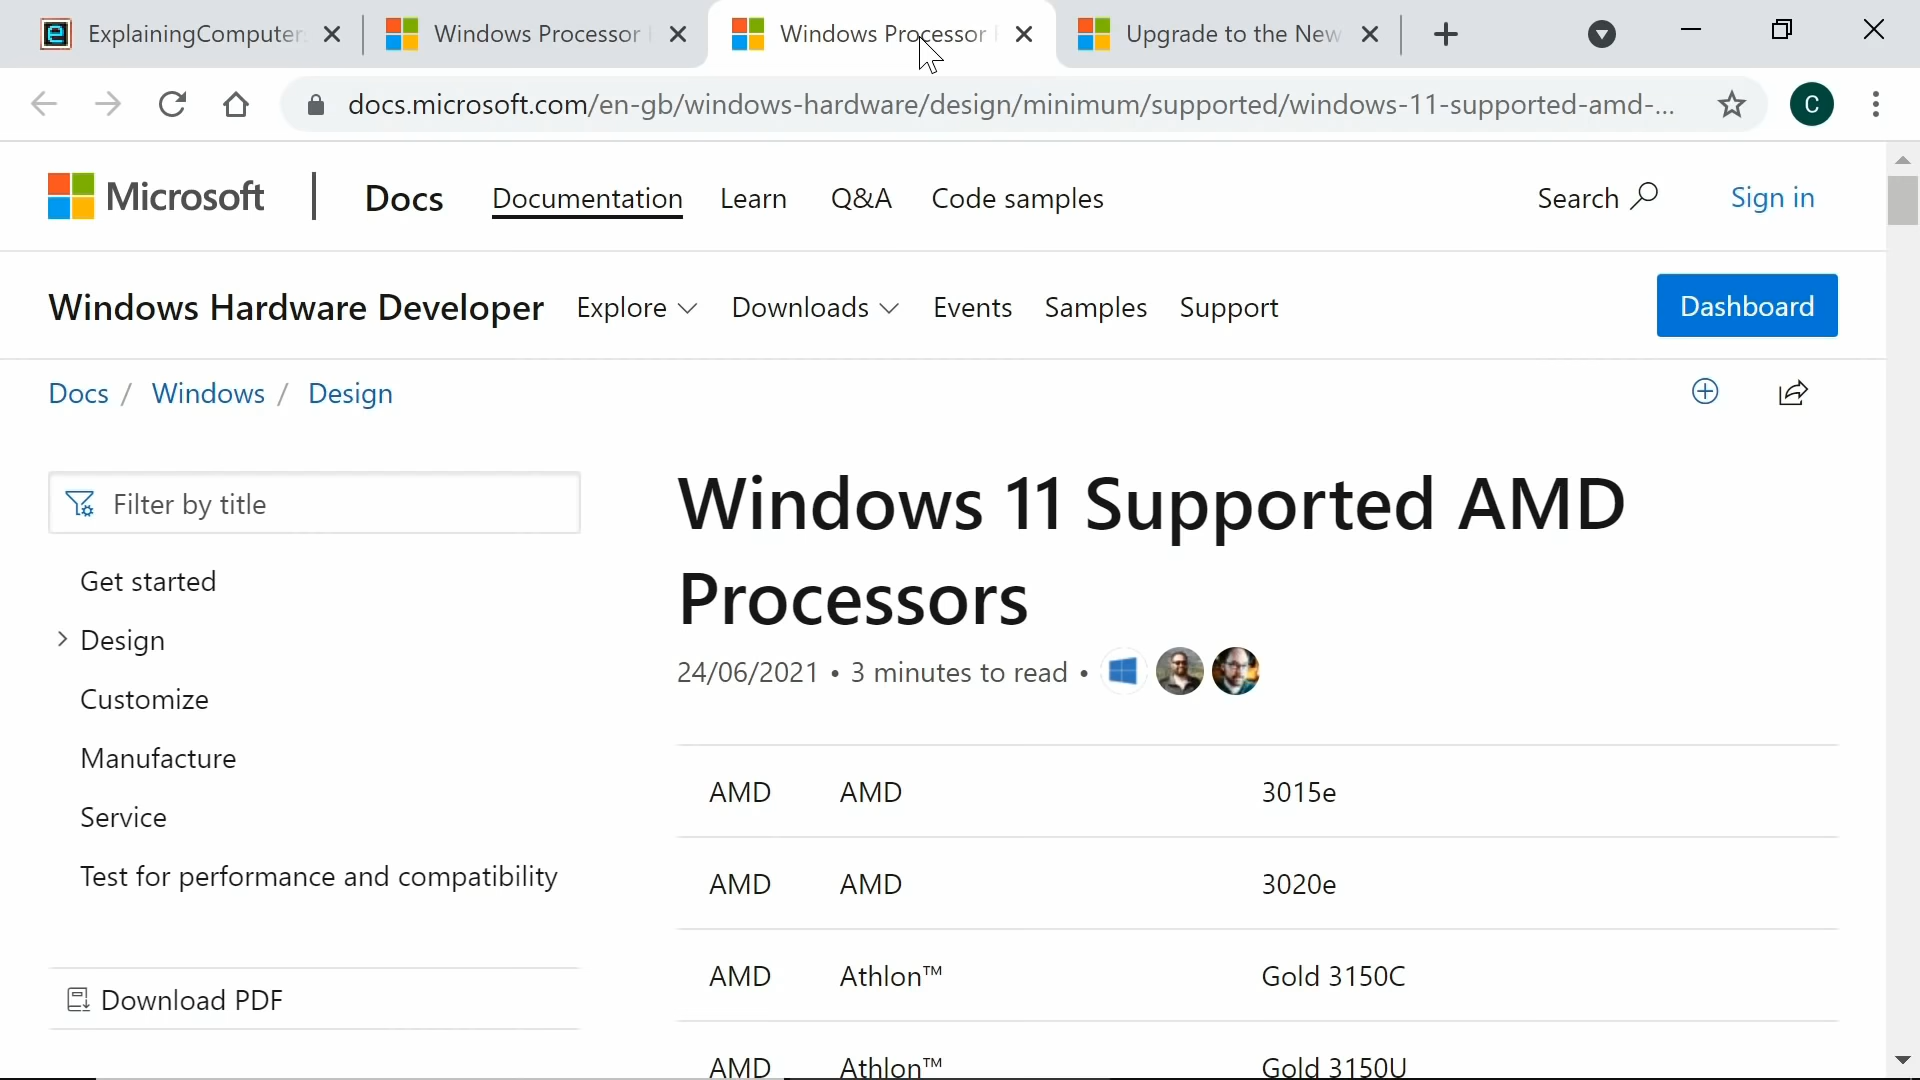 ExplainingComputer
Windows Processor
Windows Processor
Upgrade to the New
docs.microsoft.com/en-gb/windows-hardware/design/minimum/supported/windows-11-supported-amd-...
C
Microsoft
Docs
Documentation
Learn
Q&A
Code samples
Search
Sign in
Windows Hardware Developer
Explore
Downloads
Events
Samples
Support
Dashboard
Docs / Windows / Design
Filter by title
Get started
Design
Customize
Manufacture
Service
Test for performance and compatibility
Download PDF
Windows 11 Supported AMD
Processors
24/06/2021 • 3 minutes to read •
AMD AMD 3015e
AMD AMD 3020e
AMD Athlon™ Gold 3150C
AMD Athlon™ Gold 3150U